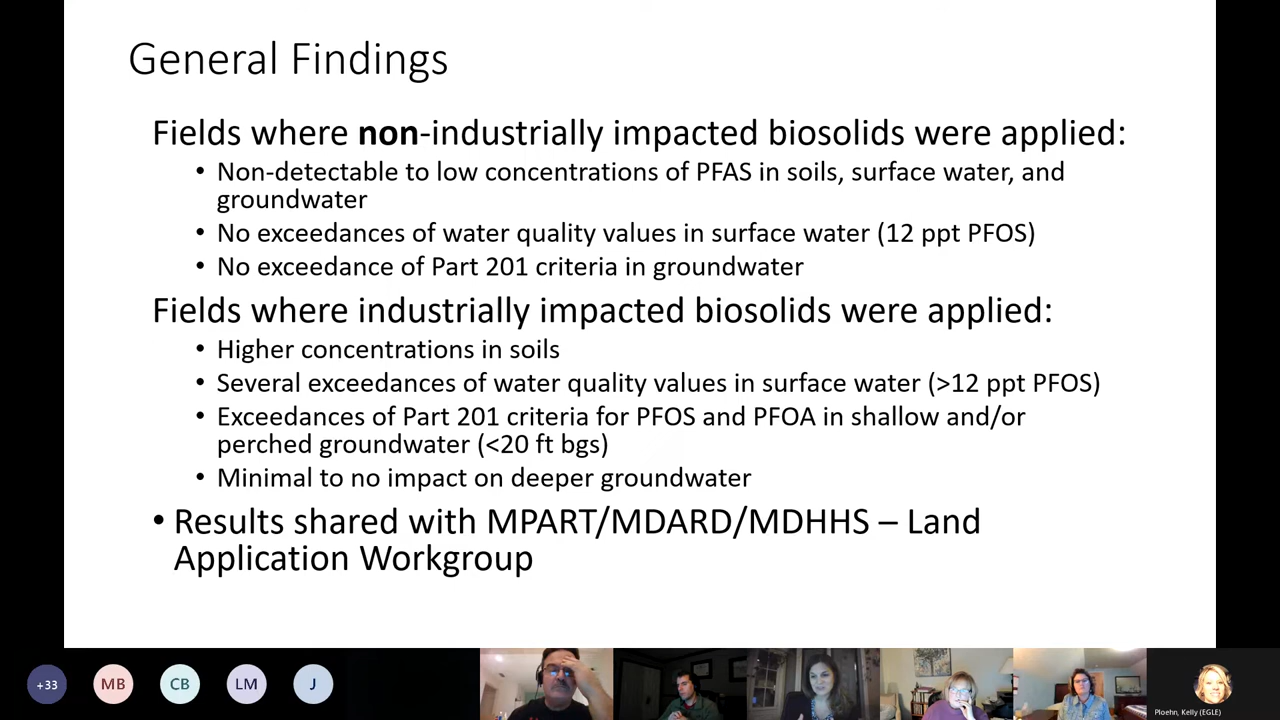 General Findings
Fields where non-industrially impacted biosolids were applied:
• Non-detectable to low concentrations of PFAS in soils, surface water, and
groundwater
• No exceedances of water quality values in surface water (12 ppt PFOS)
• No exceedance of Part 201 criteria in groundwater
Fields where industrially impacted biosolids were applied:
• Higher concentrations in soils
• Several exceedances of water quality values in surface water (>12 ppt PFOS)
• Exceedances of Part 201 criteria for PFOS and PFOA in shallow and/or
perched groundwater (<20 ft bgs)
• Minimal to no impact on deeper groundwater
• Results shared with MPART/MDARD/MDHHS – Land
Application Workgroup
+33 MB CB LM J
Ploehn, Kelly (EGLE)